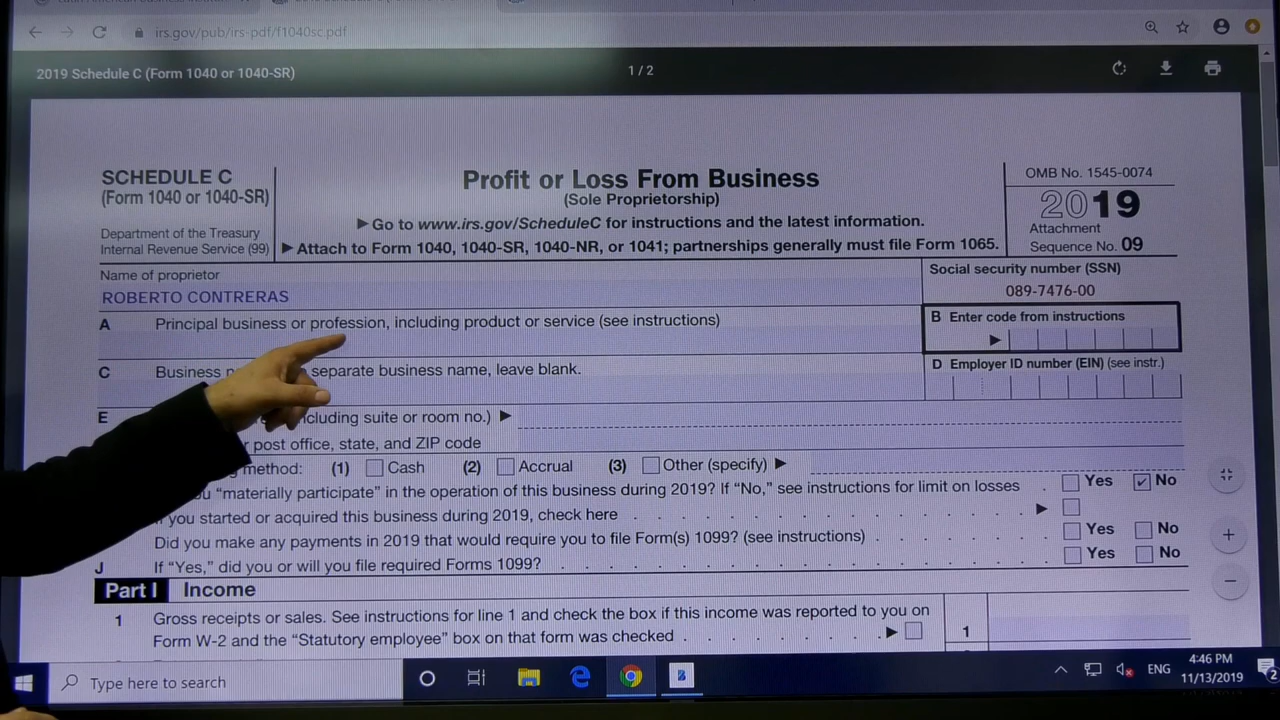 irs.gov/pub/irs-pdf/f1040sc.pdf
2019 Schedule C (Form 1040 or 1040-SR)
1 / 2
SCHEDULE C
(Form 1040 or 1040-SR)
Department of the Treasury
Internal Revenue Service (99)
Profit or Loss From Business
(Sole Proprietorship)
▶ Go to www.irs.gov/ScheduleC for instructions and the latest information.
▶ Attach to Form 1040, 1040-SR, 1040-NR, or 1041; partnerships generally must file Form 1065.
OMB No. 1545-0074
2019
Attachment
Sequence No. 09
Name of proprietor
ROBERTO CONTRERAS
Social security number (SSN)
089-7476-00
A Principal business or profession, including product or service (see instructions)
B Enter code from instructions
▶
C Business separate business name, leave blank.
D Employer ID number (EIN) (see instr.)
E including suite or room no.) ▶
post office, state, and ZIP code
method: (1) Cash (2) Accrual (3) Other (specify) ▶
"materially participate" in the operation of this business during 2019? If "No," see instructions for limit on losses . Yes ✓ No
you started or acquired this business during 2019, check here . . . . . . . . . . . . . . . ▶
Did you make any payments in 2019 that would require you to file Form(s) 1099? (see instructions) . . . . . . . Yes No
J If "Yes," did you or will you file required Forms 1099? . . . . . . . . . . . . . . . . . . Yes No
Part I Income
1 Gross receipts or sales. See instructions for line 1 and check the box if this income was reported to you on
Form W-2 and the "Statutory employee" box on that form was checked . . . . . . . . . ▶ 1
Type here to search
ENG
4:46 PM
11/13/2019
2